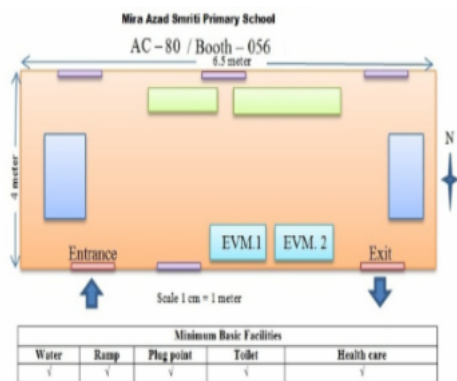 Mira Azad Smriti Primary School
AC – 80 / Booth – 056
6.5 meter
4 meter
N
EVM.1 EVM. 2
Entrance Exit
Scale 1 cm = 1 meter
Minimum Basic Facilities
Water Ramp Plug point Toilet Health care
√ √ √ √ √